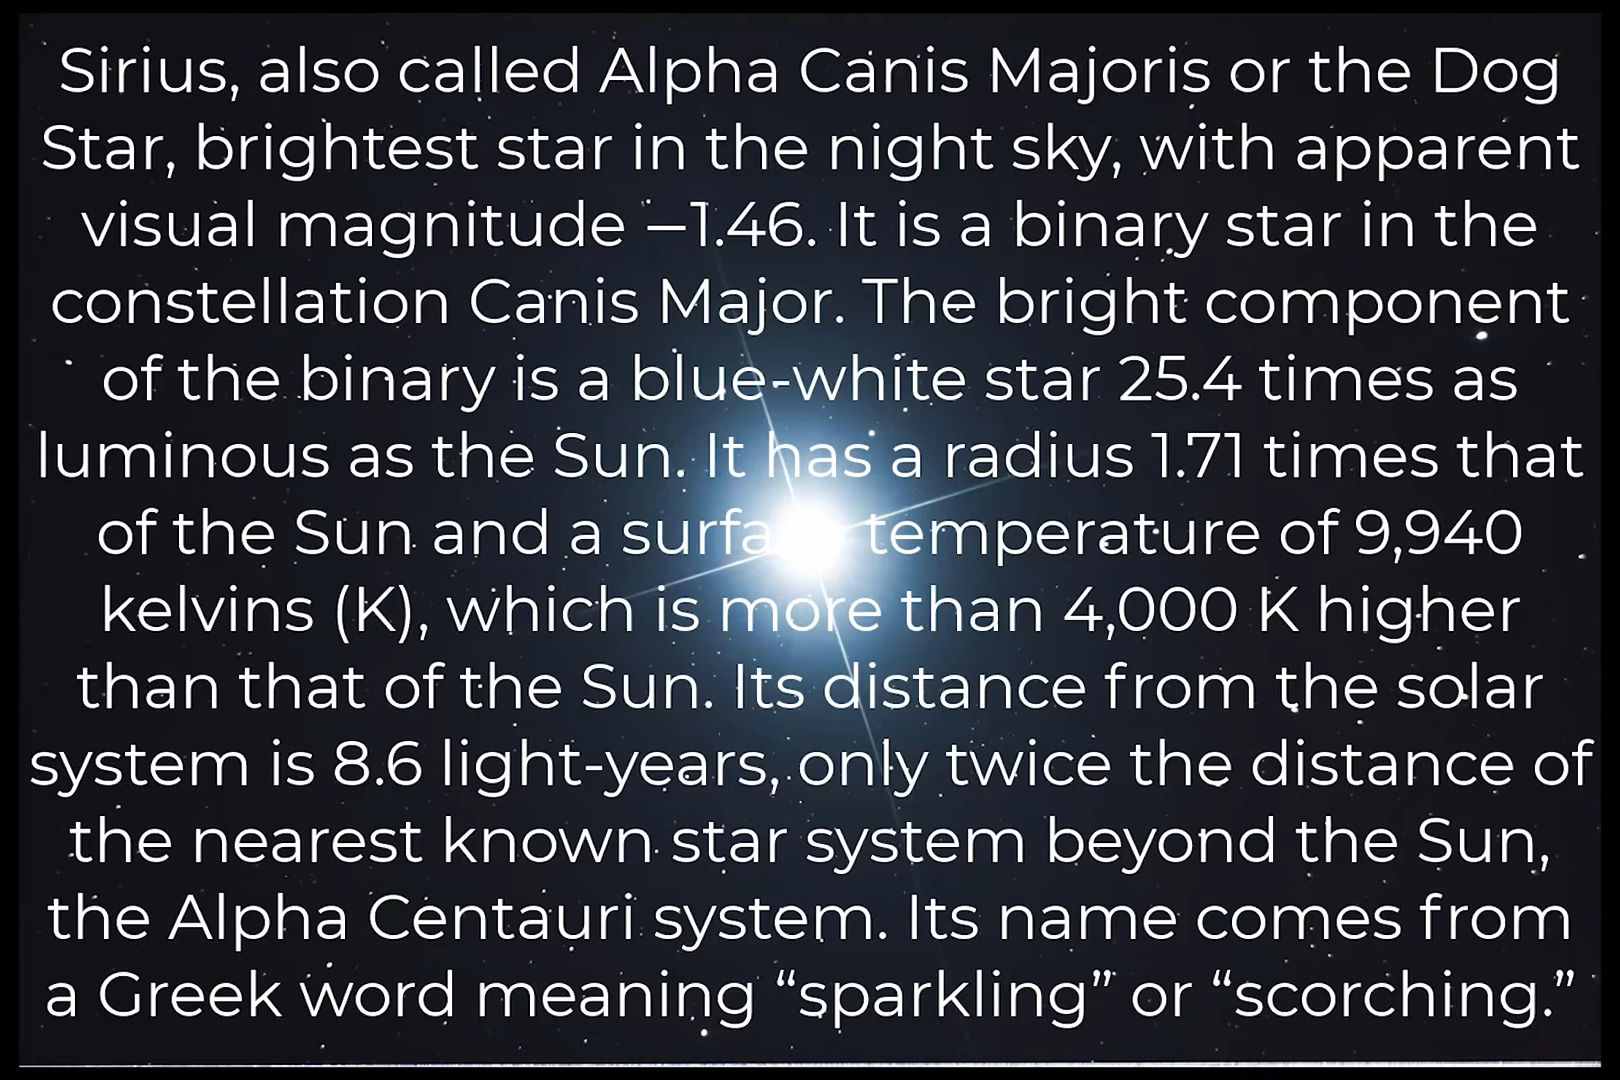 Sirius, also called Alpha Canis Majoris or the Dog
Star, brightest star in the night sky, with apparent
visual magnitude −1.46. It is a binary star in the
constellation Canis Major. The bright component
of the binary is a blue-white star 25.4 times as
luminous as the Sun. It has a radius 1.71 times that
of the Sun and a surface temperature of 9,940
kelvins (K), which is more than 4,000 K higher
than that of the Sun. Its distance from the solar
system is 8.6 light-years, only twice the distance of
the nearest known star system beyond the Sun,
the Alpha Centauri system. Its name comes from
a Greek word meaning “sparkling” or “scorching.”